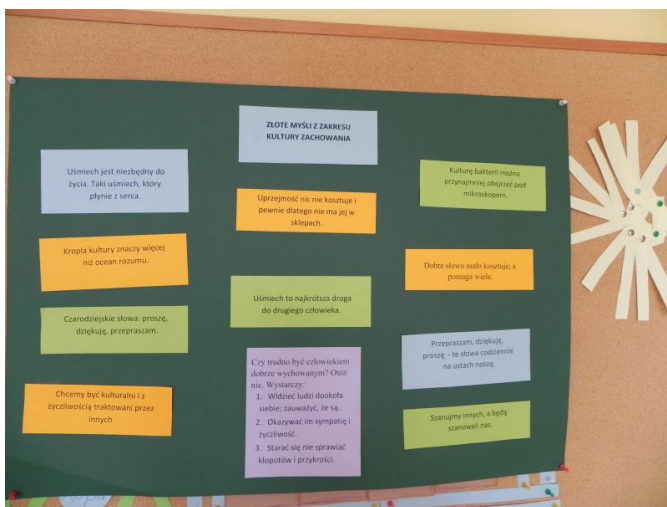 ZŁOTE MYŚLI Z ZAKRESU
KULTURY ZACHOWANIA
Uśmiech jest niezbędny do
życia. Taki uśmiech, który
płynie z serca.
Kropla kultury znaczy więcej
niż ocean rozumu.
Czarodziejskie słowa: proszę,
dziękuję, przepraszam.
Chcemy być kulturalni i z
życzliwością traktowani przez
innych
Uprzejmość nic nie kosztuje i
pewnie dlatego nie ma jej w
sklepach.
Uśmiech to najkrótsza droga
do drugiego człowieka.
Czy trudno być człowiekiem
dobrze wychowanym? Otóż
nie. Wystarczy:
1. Widzieć ludzi dookoła
siebie; zauważyć, że są.
2. Okazywać im sympatię i
życzliwość.
3. Starać się nie sprawiać
kłopotów i przykrości.
Kulturę bakterii można
przynajmniej obejrzeć pod
mikroskopem.
Dobre słowo mało kosztuje, a
pomaga wiele.
Przepraszam, dziękuję,
proszę - te słowa codziennie
na ustach noszę.
Szanujmy innych, a będą
szanowali nas.